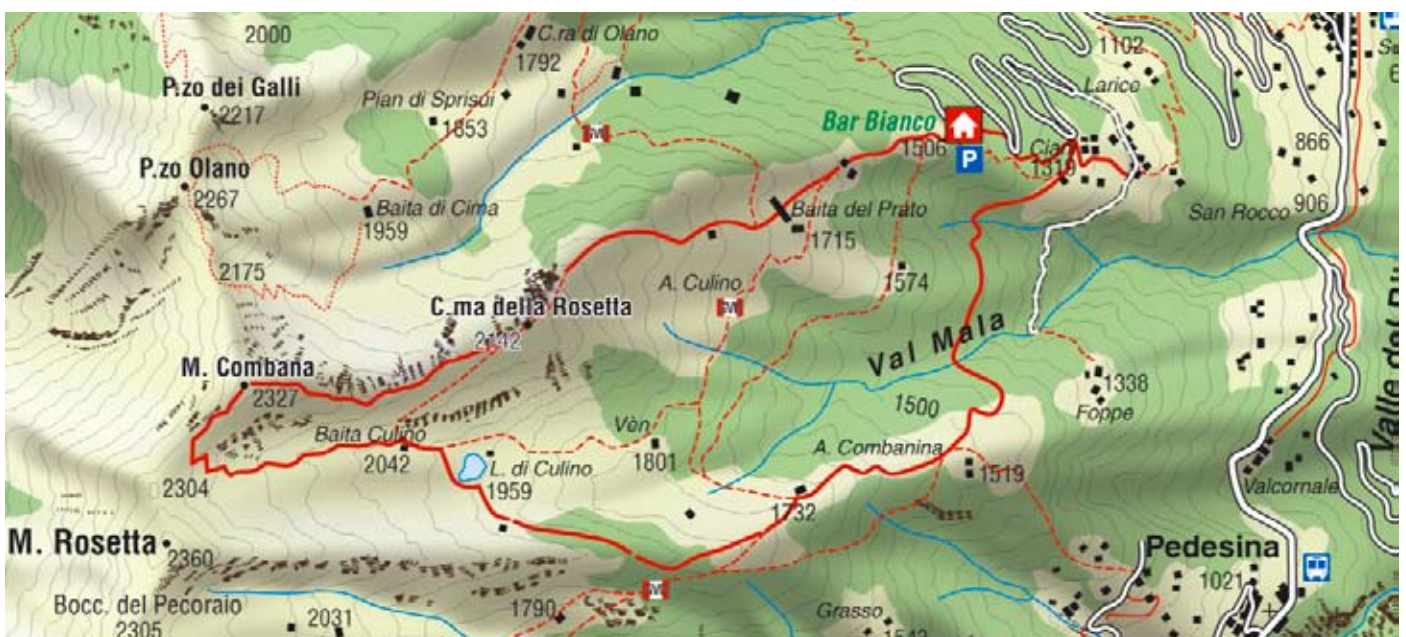 2000
C.ra di Olano
1792
P.zo dei Galli
2217
Pian di Sprisui
1853
1102
Larice
Bar Bianco
1506
P
1319
866
P.zo Olano
2267
Baita di Cima
1959
Baita del Prato
1715
San Rocco
906
2175
A. Culino
1574
C.ma della Rosetta
2142
Val Mala
M. Combana
2327
1338
Foppe
1500
Baita Culino
2042
Vèn
1801
A. Combanina
L. di Culino
1959
2304
1519
1732
Valcornale
M. Rosetta
2360
Pedesina
1021
Bocc. del Pecoraio
2305
2031
1790
Grasso